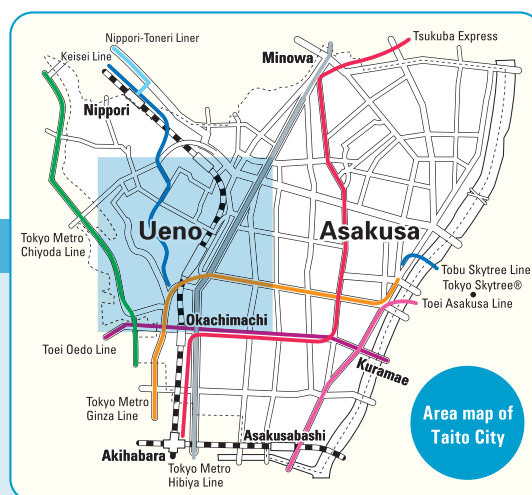 Nippori-Toneri Liner
Tsukuba Express
Keisei Line
Minowa
Nippori
Ueno
Asakusa
Tokyo Metro
Chiyoda Line
Tobu Skytree Line
Tokyo Skytree®
Toei Asakusa Line
Okachimachi
Toei Oedo Line
Kuramae
Tokyo Metro
Ginza Line
Area map of
Taito City
Asakusabashi
Akihabara
Tokyo Metro
Hibiya Line